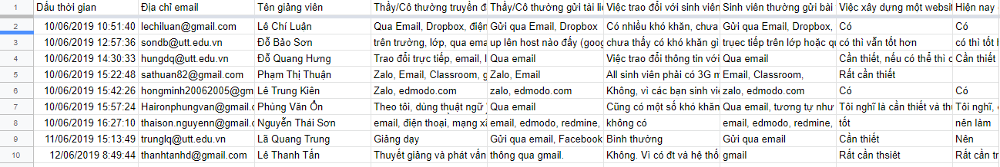 1 Dấu thời gian Địa chỉ email Tên giảng viên Thầy/Cô thường truyền đ Thầy/Cô thường gửi tài liệ Việc trao đổi với sinh viên Sinh viên thường gửi bài Việc xây dựng một websit Hiện nay
2 10/06/2019 10:51:40 lechiluan@gmail.com Lê Chí Luận Qua Email, Dropbox, điện Gửi qua Email, Dropbox Có nhiều khó khăn, chưa Gửi qua Email, Dropbox, Có Có
3 10/06/2019 12:57:36 sondb@utt.edu.vn Đỗ Bảo Sơn trên trường, lớp, qua ema up lên host nào đấy (goog chưa thấy có khó khăn gì truẹc tiếp trên lớp hoặc qu có thì vẫn tốt hơn có thì tốt h
4 10/06/2019 14:30:33 hungdq@utt.edu.vn Đỗ Quang Hưng Trao đổi trực tiếp, email, l Qua email Việc trao đổi thông tin với Qua email Cần thiết, nếu có thể thì c Cần thiết
5 10/06/2019 15:22:48 sathuan82@gmail.com Phạm Thị Thuận Zalo, Email, Classroom, g Zalo, Email All sinh viên phải có 3G m Email, Classroom, Rất cần thiết
6 10/06/2019 15:42:26 hongminh20062005@gm Lê Trung Kiên Zalo, edmodo.com Zalo, edmodo.com Không, vì các bạn sinh viê zalo, edmodo.com Có Có
7 10/06/2019 15:57:24 Haironphungvan@gmail.c Phùng Văn Ổn Theo tôi, dùng thuật ngữ Qua email Cũng có một số khó khăn Qua email, tương tự như Tôi nghĩ là cần thiết và thu Tôi nghĩ,
8 10/06/2019 16:27:10 thaison.nguyenn@gmail.c Nguyễn Thái Sơn email, điện thoại, mạng xã email, edmodo, redmine, không có email, edmodo, redmine, tốt nên làm
9 11/06/2019 15:13:49 trunglq@utt.edu.vn Lã Quang Trung Giảng dạy Gửi qua email, Facebook Bình thường Gửi qua email Cần thiết Nên
10 12/06/2019 8:49:44 thanhtanhd@gmail.com Lê Thanh Tấn Thuyết giảng và phát vấn thông qua gmail. Không. Vì có đt và hệ thố gmail Rất cần thsiêt Rất cần tr